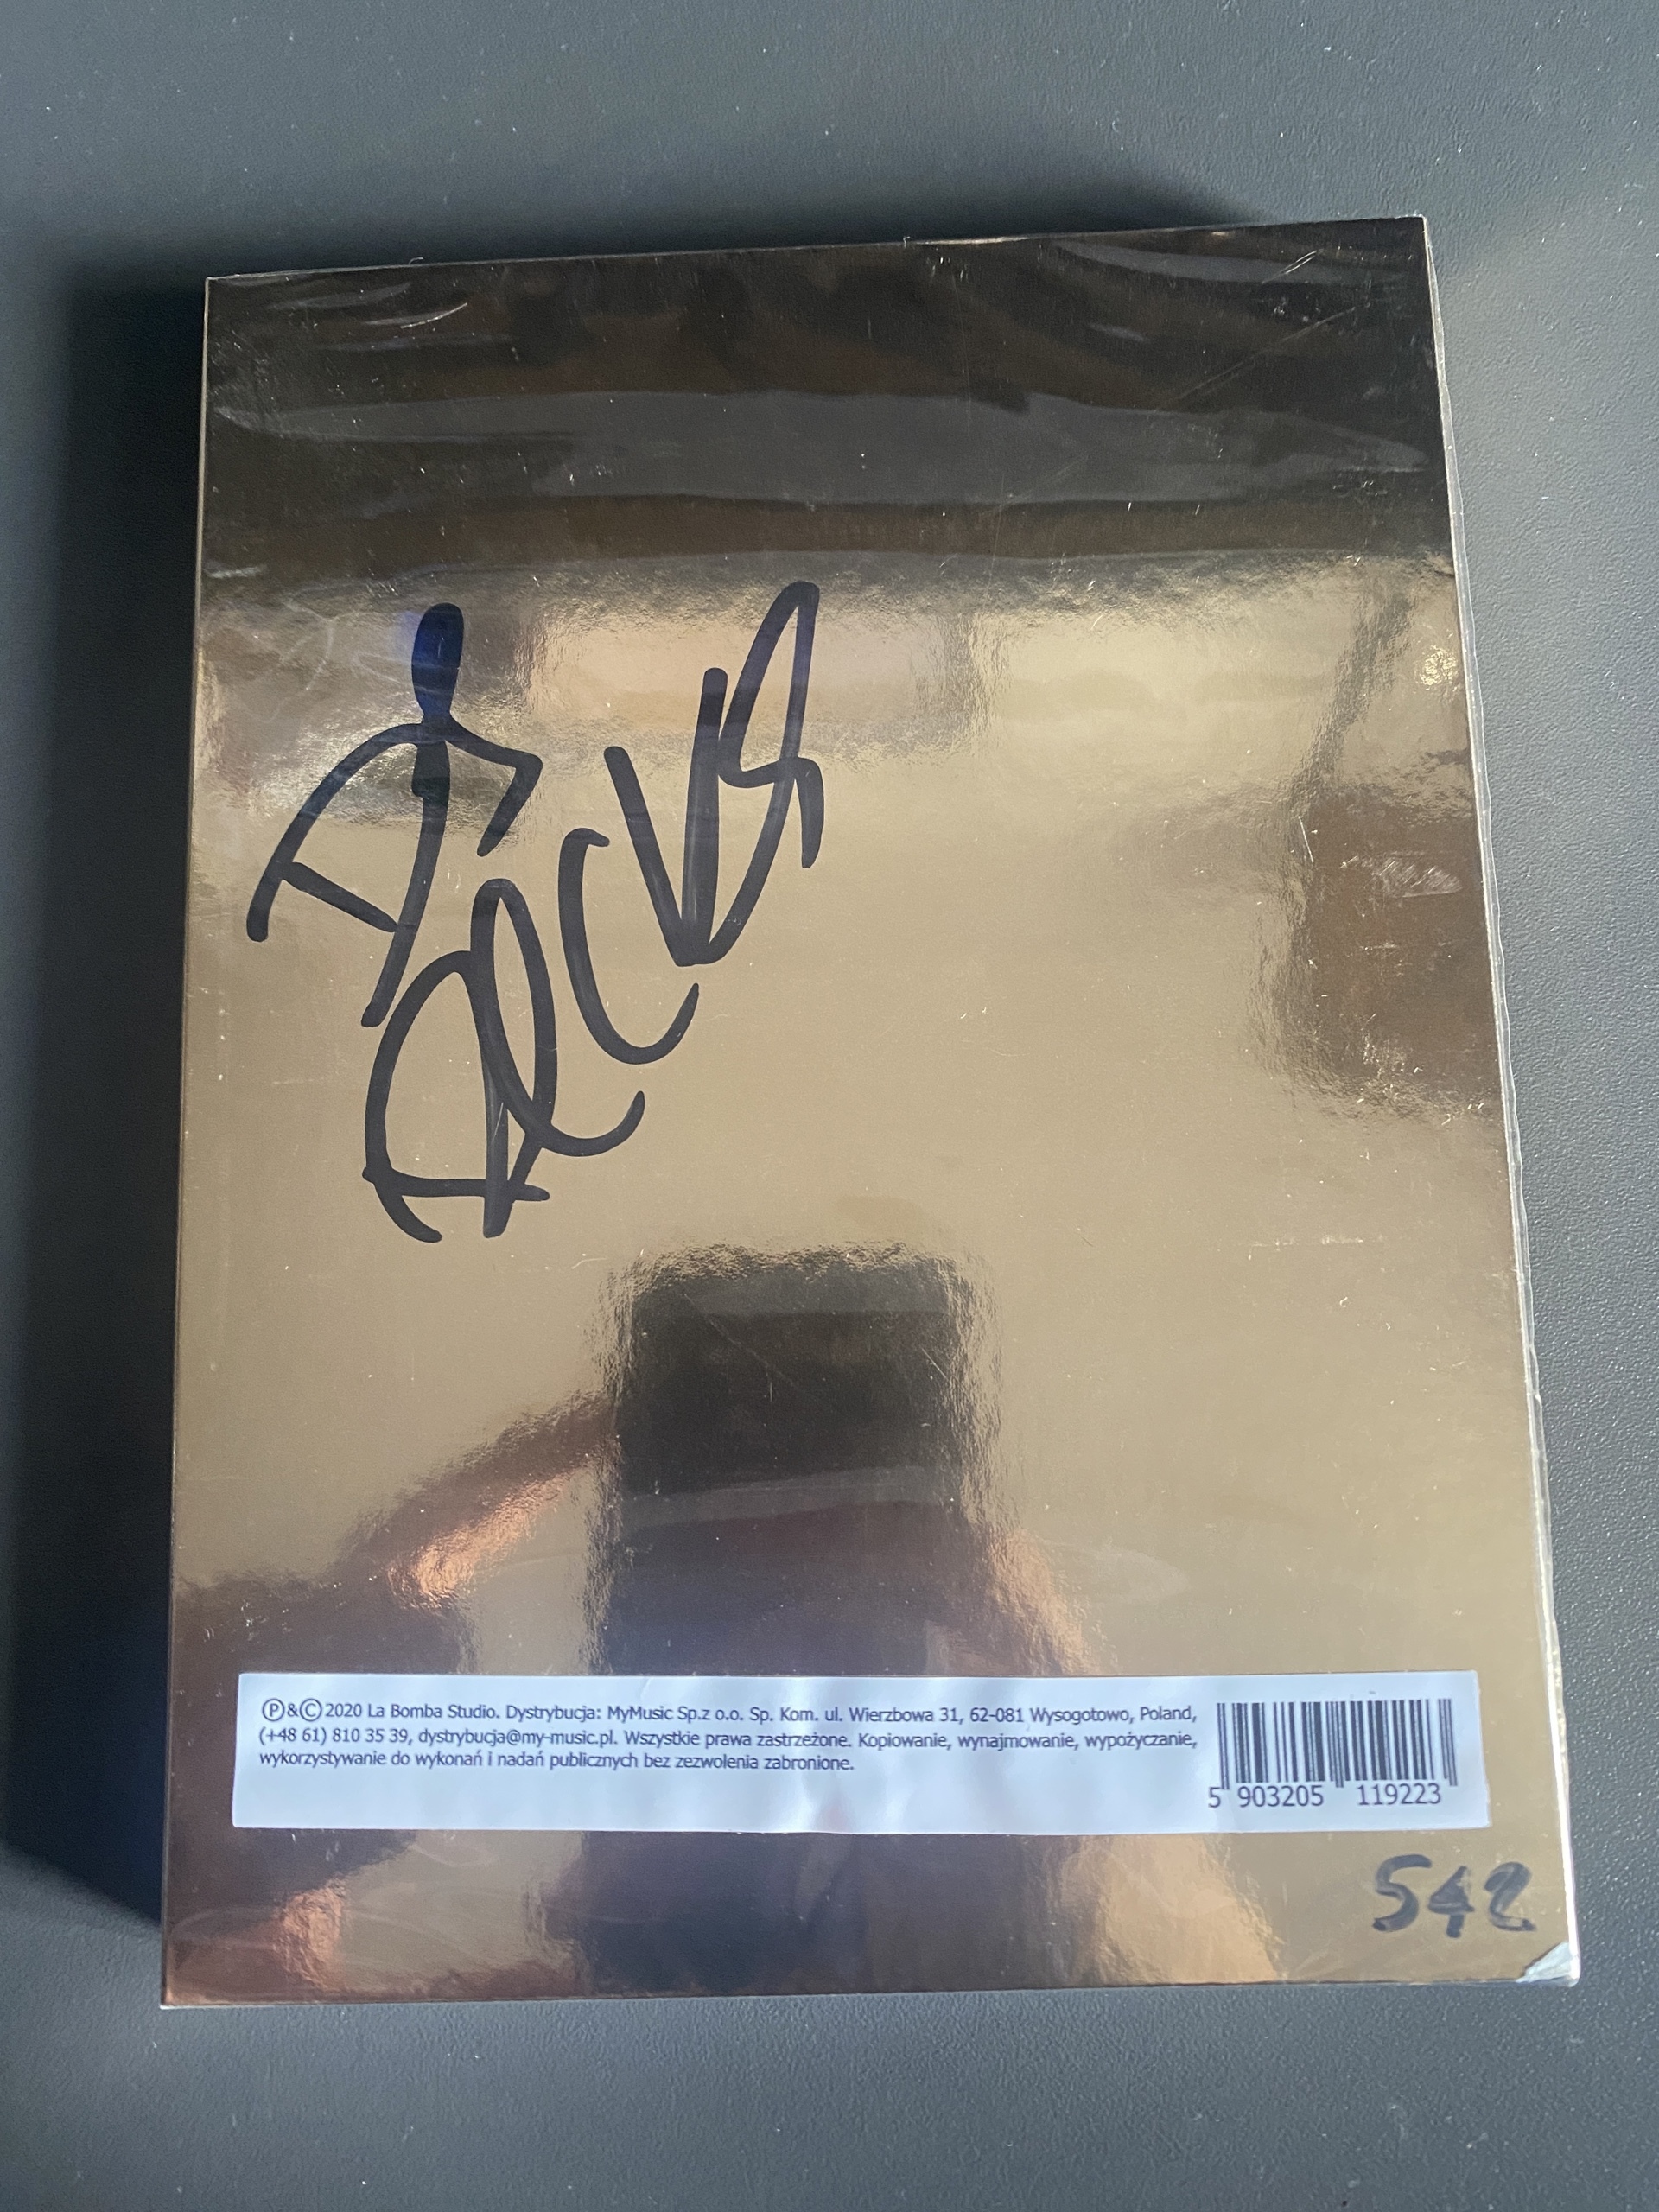 Ⓟ&Ⓒ2020 La Bomba Studio. Dystrybucja: MyMusic Sp.z o.o. Sp. Kom. ul. Wierzbowa 31, 62-081 Wysogotowo, Poland,
(+48 61) 810 35 39, dystrybucja@my-music.pl. Wszystkie prawa zastrzeżone. Kopiowanie, wynajmowanie, wypożyczanie,
wykorzystywanie do wykonań i nadań publicznych bez zezwolenia zabronione.
5 903205 119223
542